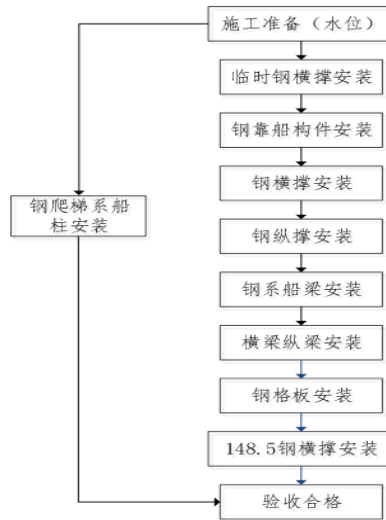 施工准备（水位）
临时钢横撑安装
钢靠船构件安装
钢横撑安装
钢爬梯系船
柱安装
钢纵撑安装
钢系船梁安装
横梁纵梁安装
钢格板安装
148.5钢横撑安装
验收合格